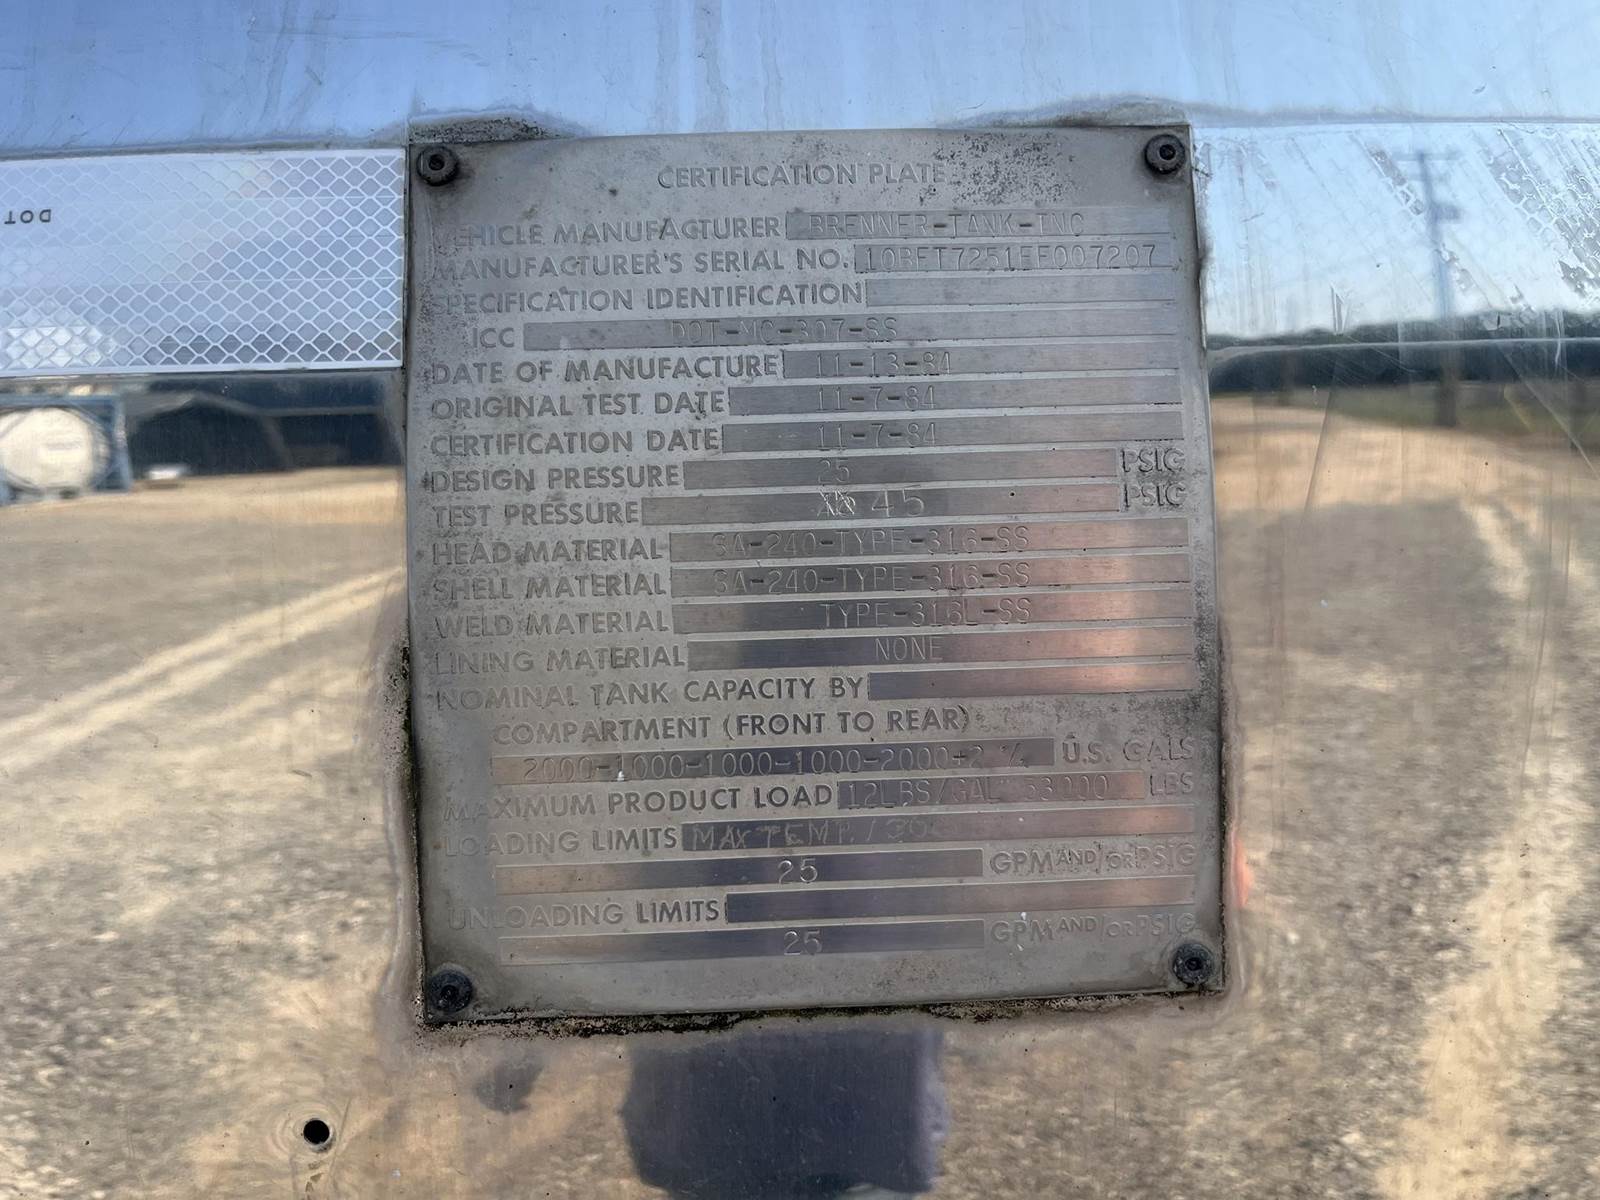 DOT
CERTIFICATION PLATE
VEHICLE MANUFACTURER BRENNER-TANK-INC
MANUFACTURER'S SERIAL NO. 10BFT7251EF007207
SPECIFICATION IDENTIFICATION
ICC DOT-MC-307-SS
DATE OF MANUFACTURE 11-13-84
ORIGINAL TEST DATE 11-7-84
CERTIFICATION DATE 11-7-84
DESIGN PRESSURE 25 PSIG
TEST PRESSURE 45 PSIG
HEAD MATERIAL SA-240-TYPE-316-SS
SHELL MATERIAL SA-240-TYPE-316-SS
WELD MATERIAL TYPE-316L-SS
LINING MATERIAL NONE
NOMINAL TANK CAPACITY BY
COMPARTMENT (FRONT TO REAR)
2000-1000-1000-1000-2000+2% U.S. GALS
MAXIMUM PRODUCT LOAD 12LBS/GAL 53000 LBS
LOADING LIMITS MAX TEMP.
25 GPM AND/OR PSIG
UNLOADING LIMITS
25 GPM AND/OR PSIG